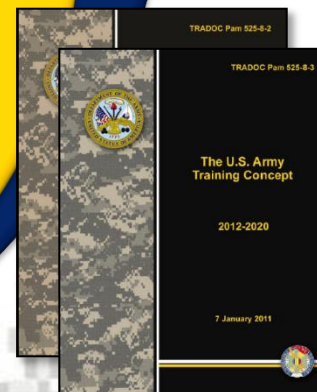 TRADOC Pam 525-8-2
TRADOC Pam 525-8-3
The U.S. Army
Training Concept
2012-2020
7 January 2011